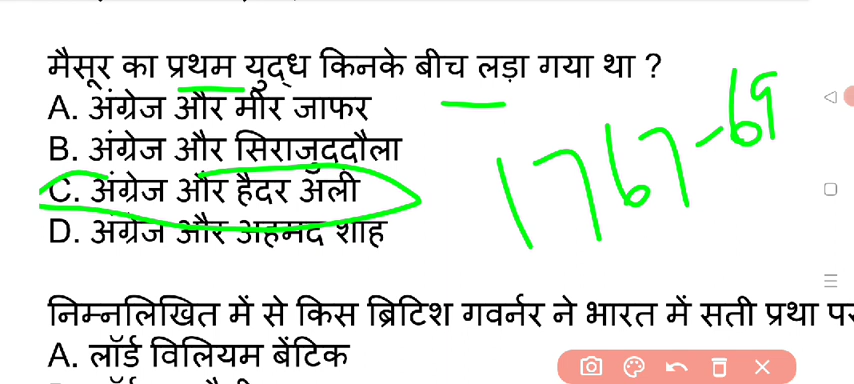 मैसूर का प्रथम युद्ध किनके बीच लड़ा गया था ?
A. अंग्रेज और मीर जाफर
B. अंग्रेज और सिराजुददौला
C. अंग्रेज और हैदर अली
1767-69
D. अंग्रेज और अहमद शाह
निम्नलिखित में से किस ब्रिटिश गवर्नर ने भारत में सती प्रथा
A. लॉर्ड विलियम बेंटिक